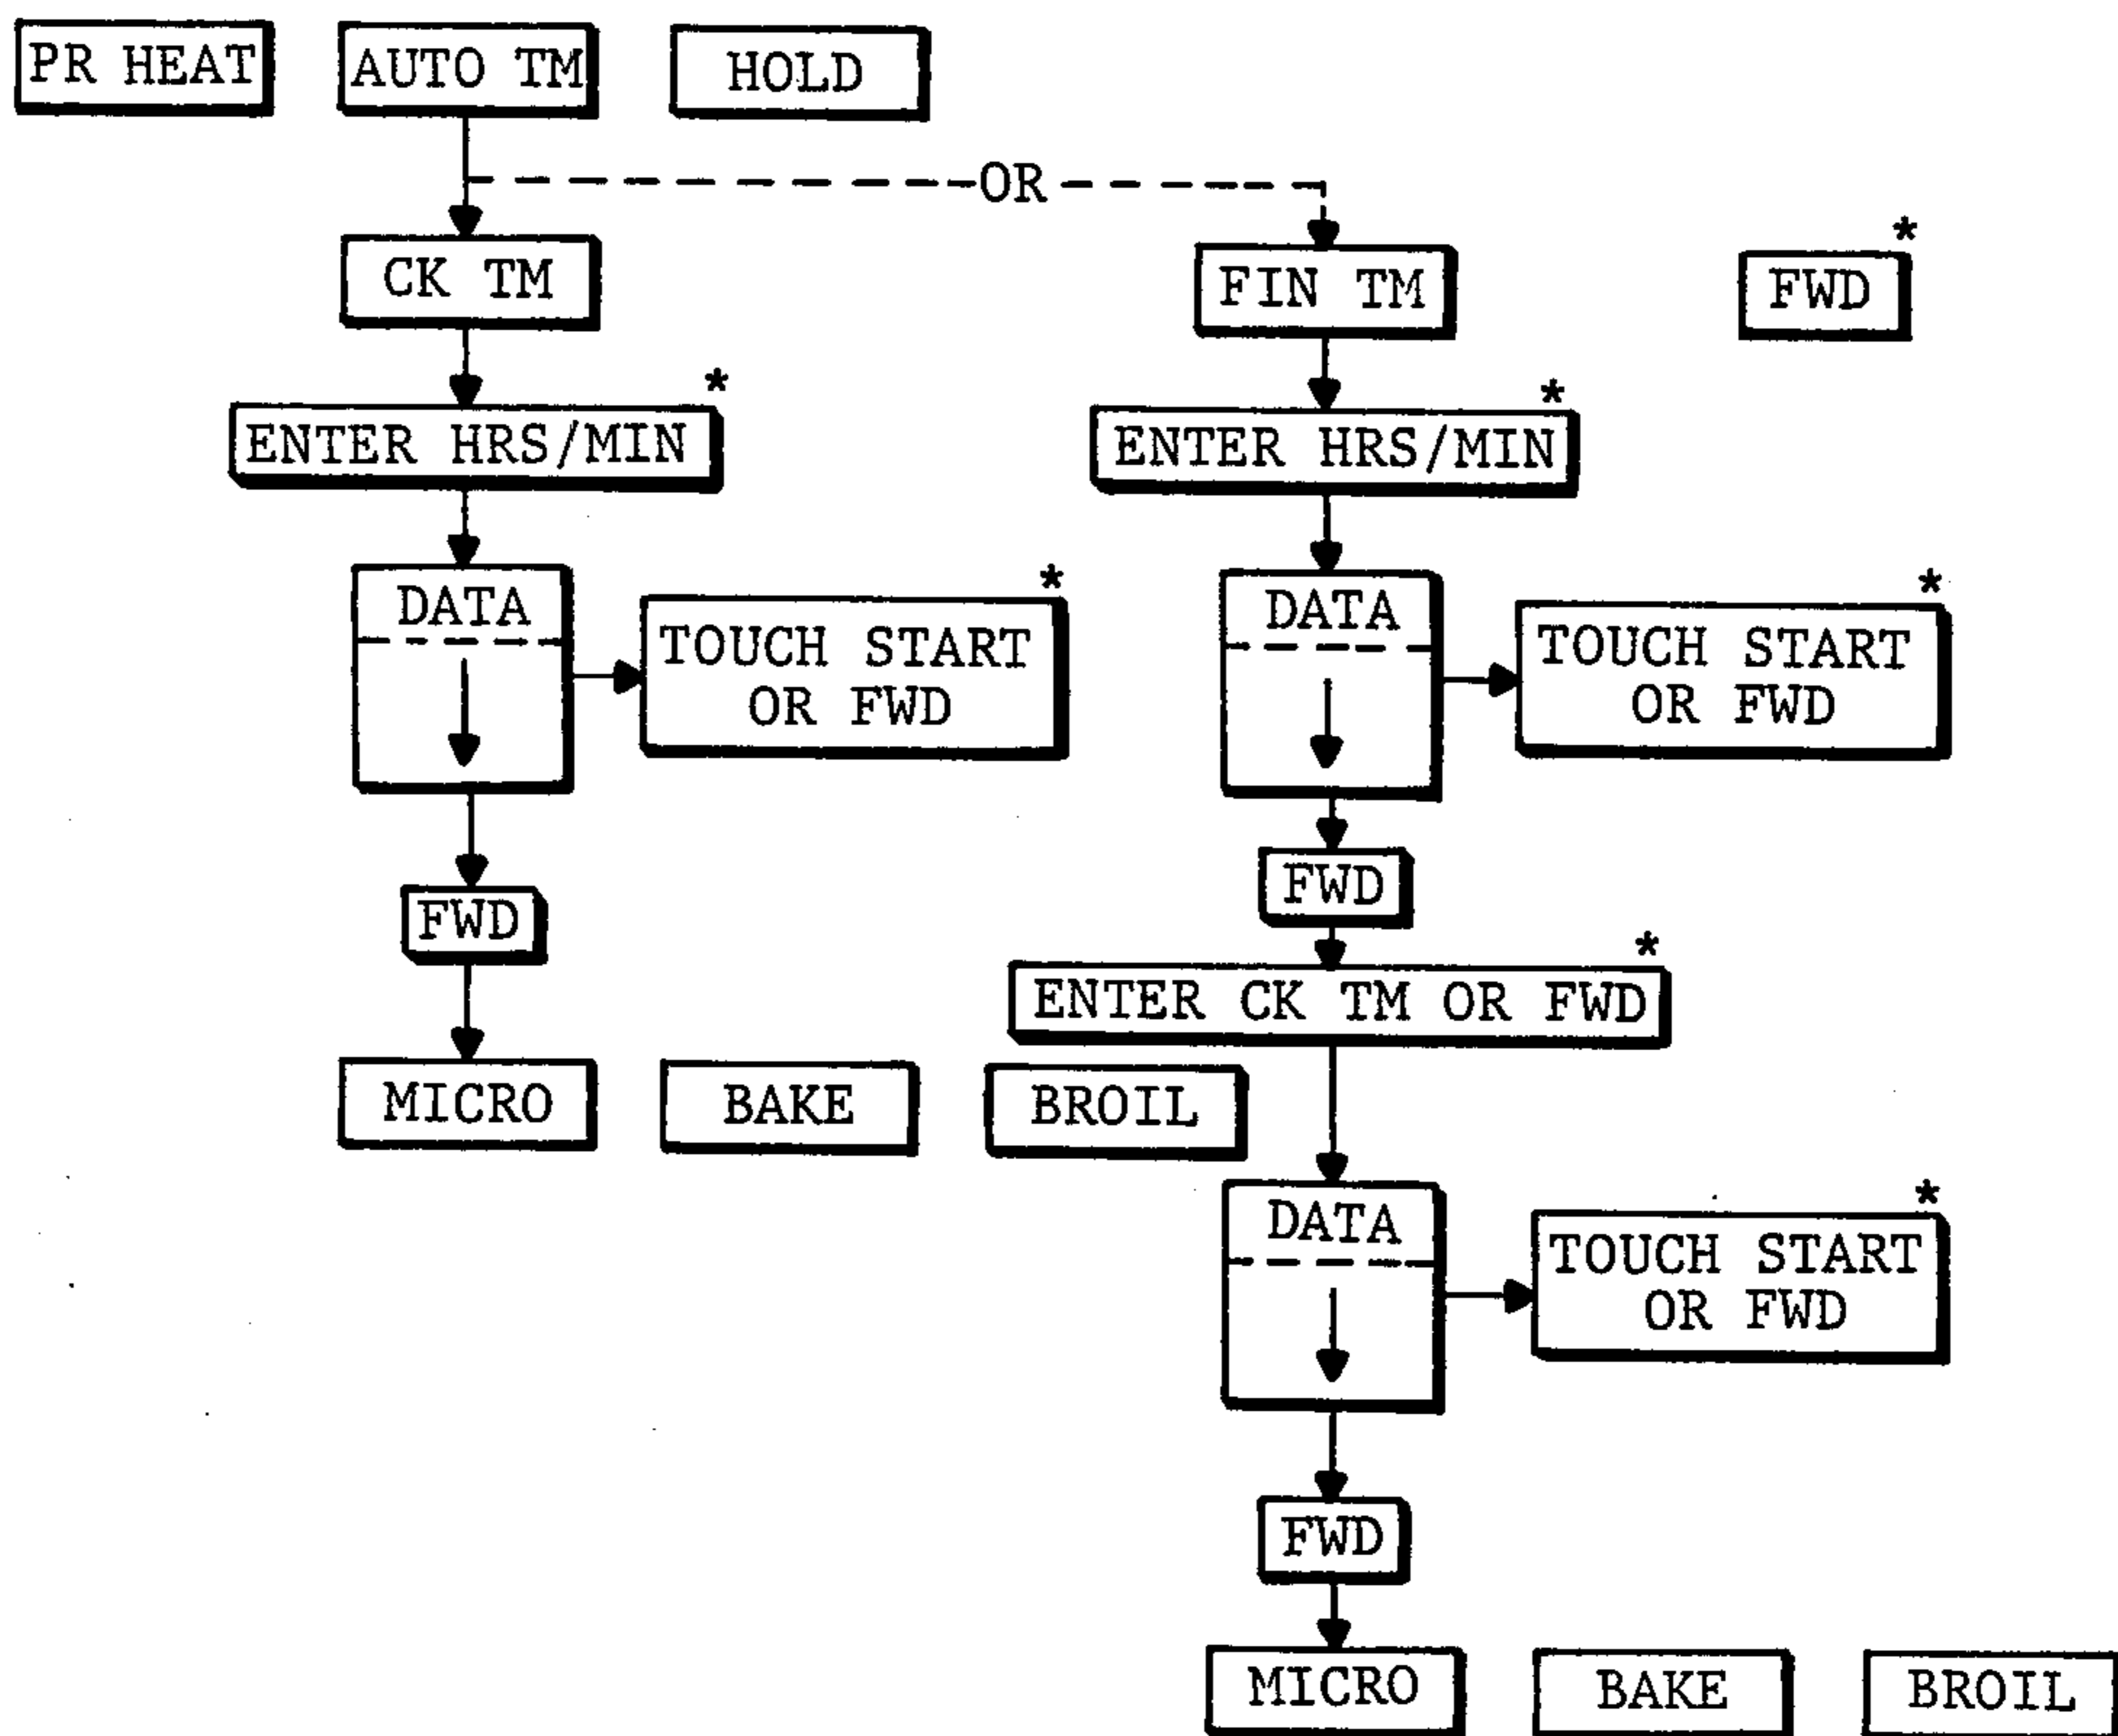 PR HEAT
AUTO TM
HOLD
OR
CK TM
FIN TM
*
FWD
*
ENTER HRS/MIN
*
ENTER HRS/MIN
DATA
*
TOUCH START
OR FWD
DATA
*
TOUCH START
OR FWD
FWD
FWD
*
ENTER CK TM OR FWD
MICRO
BAKE
BROIL
DATA
*
TOUCH START
OR FWD
FWD
MICRO
BAKE
BROIL